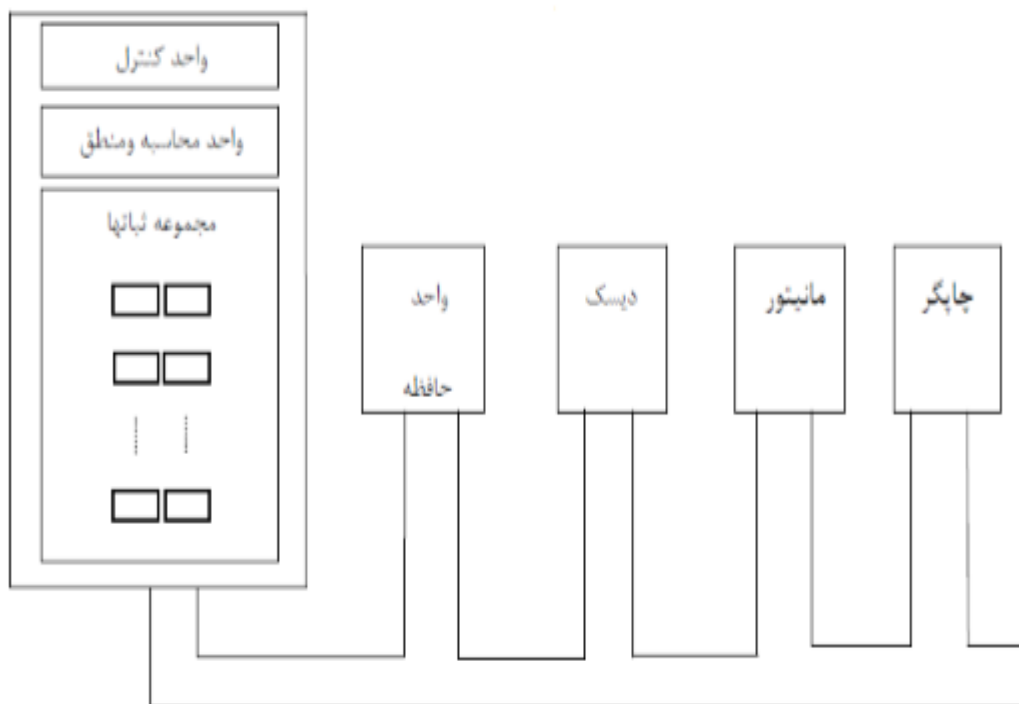 واحد کنترل
واحد محاسبه ومنطق
مجموعه ثباتها
واحد
حافظه
دیسک
مانیتور
چاپگر